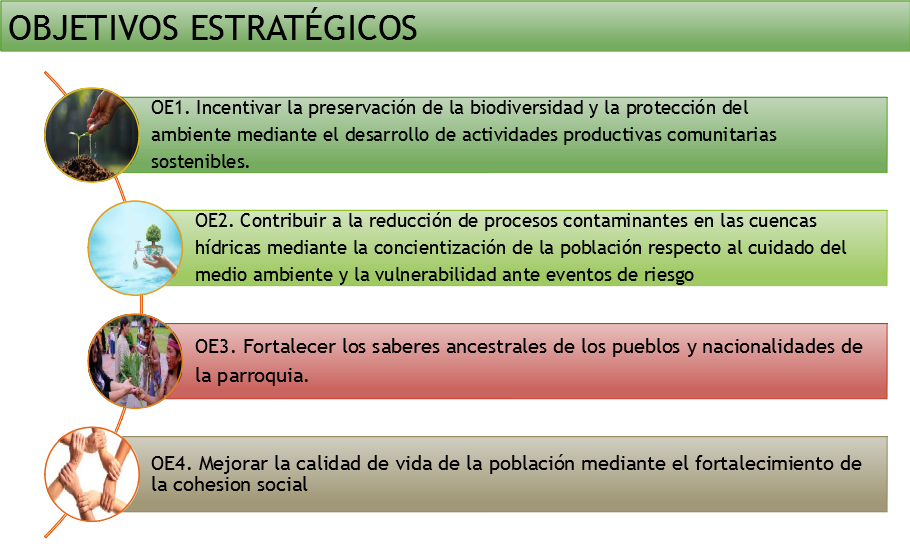 OBJETIVOS ESTRATÉGICOS
OE1. Incentivar la preservación de la biodiversidad y la protección del
ambiente mediante el desarrollo de actividades productivas comunitarias
sostenibles.
OE2. Contribuir a la reducción de procesos contaminantes en las cuencas
hídricas mediante la concientización de la población respecto al cuidado del
medio ambiente y la vulnerabilidad ante eventos de riesgo
OE3. Fortalecer los saberes ancestrales de los pueblos y nacionalidades de
la parroquia.
OE4. Mejorar la calidad de vida de la población mediante el fortalecimiento de
la cohesion social